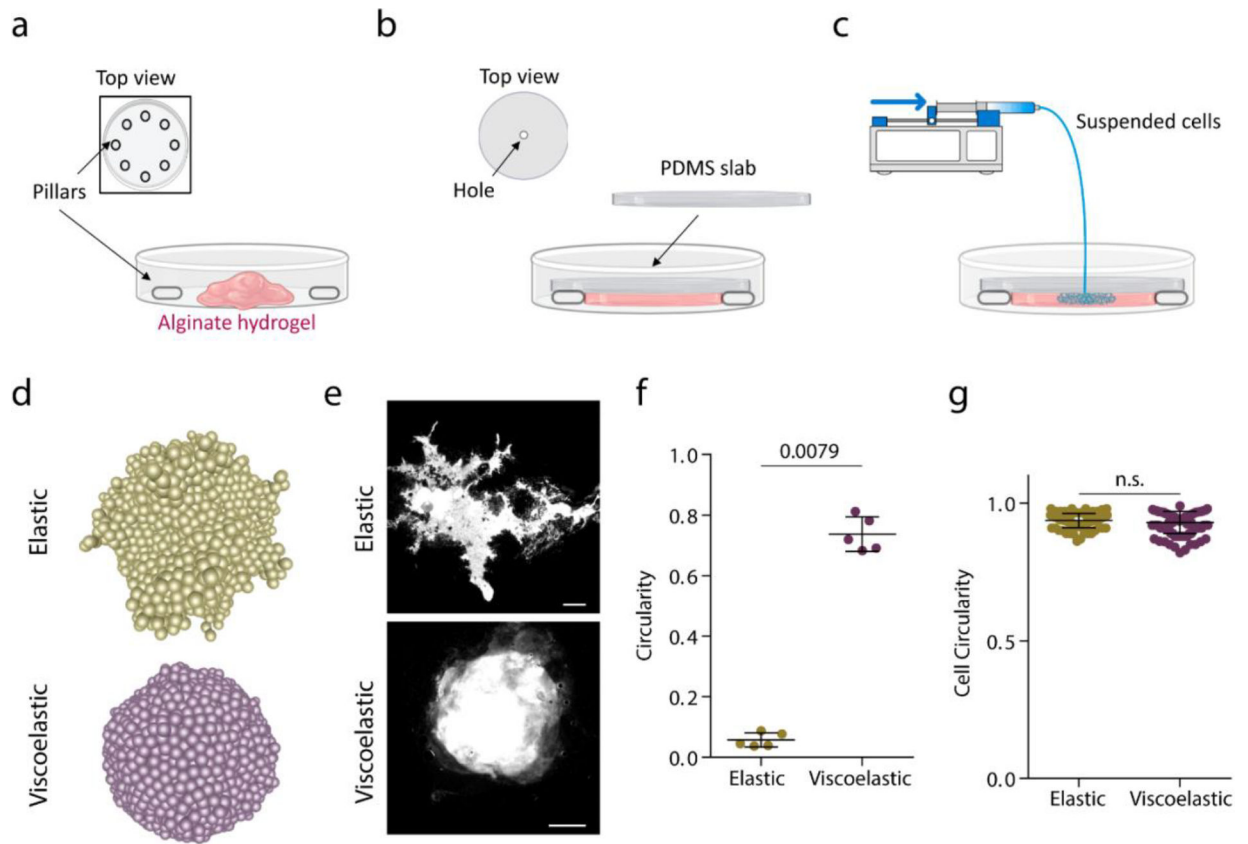 a
Top view
Pillars
Alginate hydrogel
b
Top view
Hole
PDMS slab
c
Suspended cells
d
Elastic
Viscoelastic
e
Elastic
Viscoelastic
f
0.0079
1.0
0.8
0.6
0.4
0.2
0.0
Circularity
Elastic
Viscoelastic
g
n.s.
1.0
0.5
0.0
Cell Circularity
Elastic
Viscoelastic